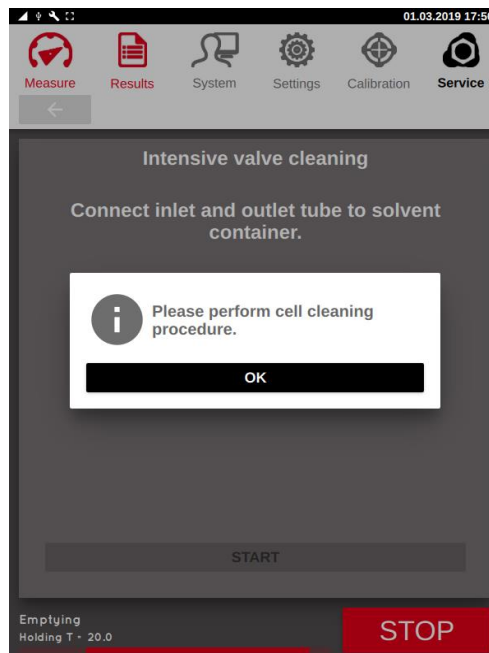 01.03.2019 17:50
Measure Results System Settings Calibration Service
Intensive valve cleaning
Connect inlet and outlet tube to solvent
container.
Please perform cell cleaning
procedure.
OK
START
Emptying
Holding T - 20.0
STOP